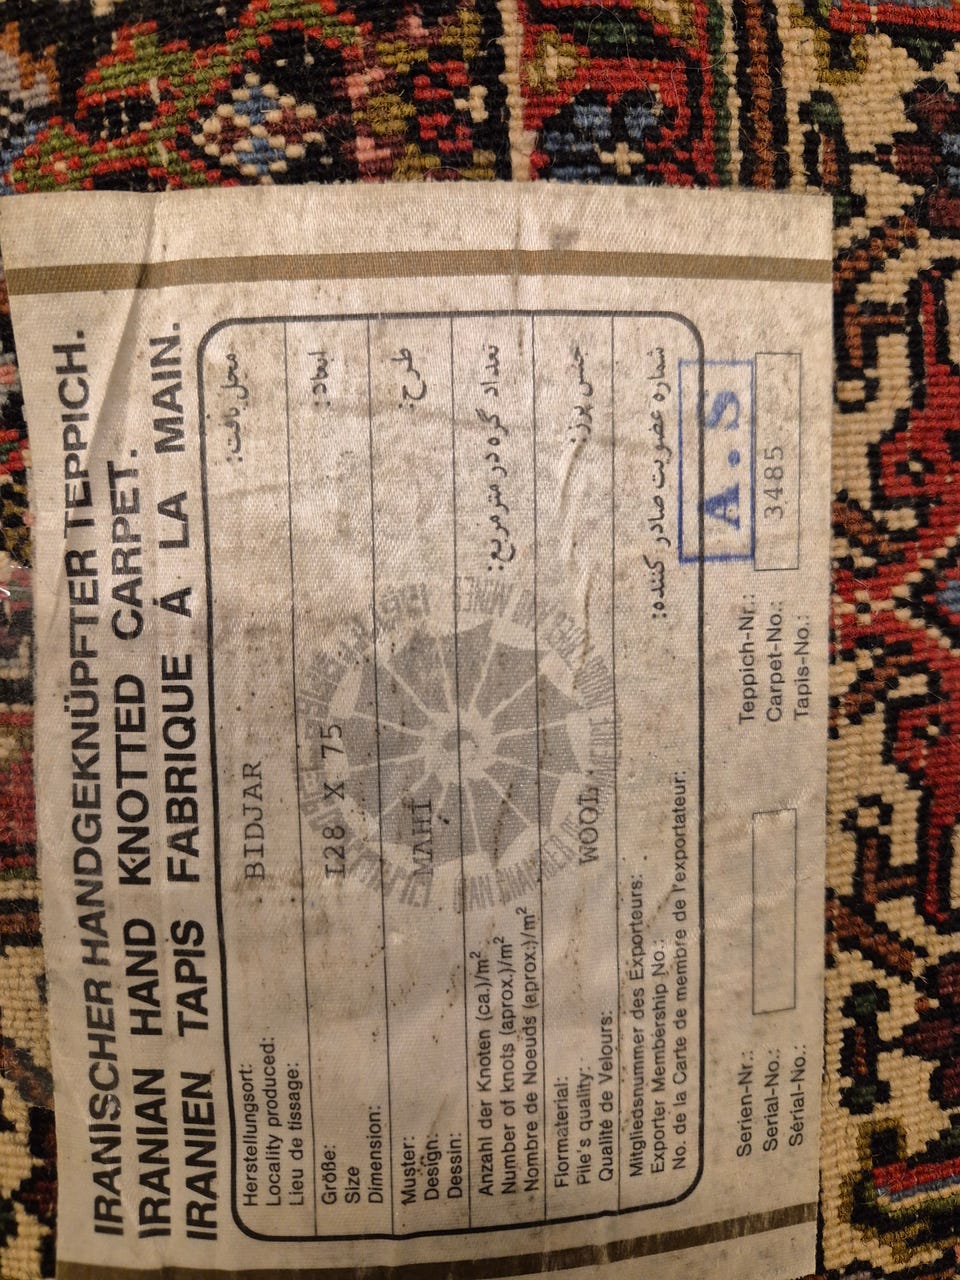 IRANISCHER HANDGEKNÜPFTER TEPPICH.
IRANIAN HAND KNOTTED CARPET.
IRANIEN TAPIS FABRIQUE Á LA MAIN.
Herstellungsort:
Locality produced: BIDJAR محل بافت:
Lieu de tissage:
Größe:
Size 128 X 75 ابعاد:
Dimension:
Muster:
Design: MAHI طرح:
Dessin:
Anzahl der Knoten (ca.)/m²
Number of knots (aprox.)/m² تعداد گره در مترمربع:
Nombre de Noeuds (aprox:)/m²
Flormaterial:
Pile's quality: WOOL جنس پرز:
Qualité de Velours:
Mitgliedsnummer des Exporteurs:
Exporter Membership No.: شماره عضویت صادر کننده:
No. de la Carte de membre de l'exportateur:
A.S
Serien-Nr.: Teppich-Nr.:
Serial-No.: Carpet-No.: 3485
Sérial-No.: Tapis-No.: